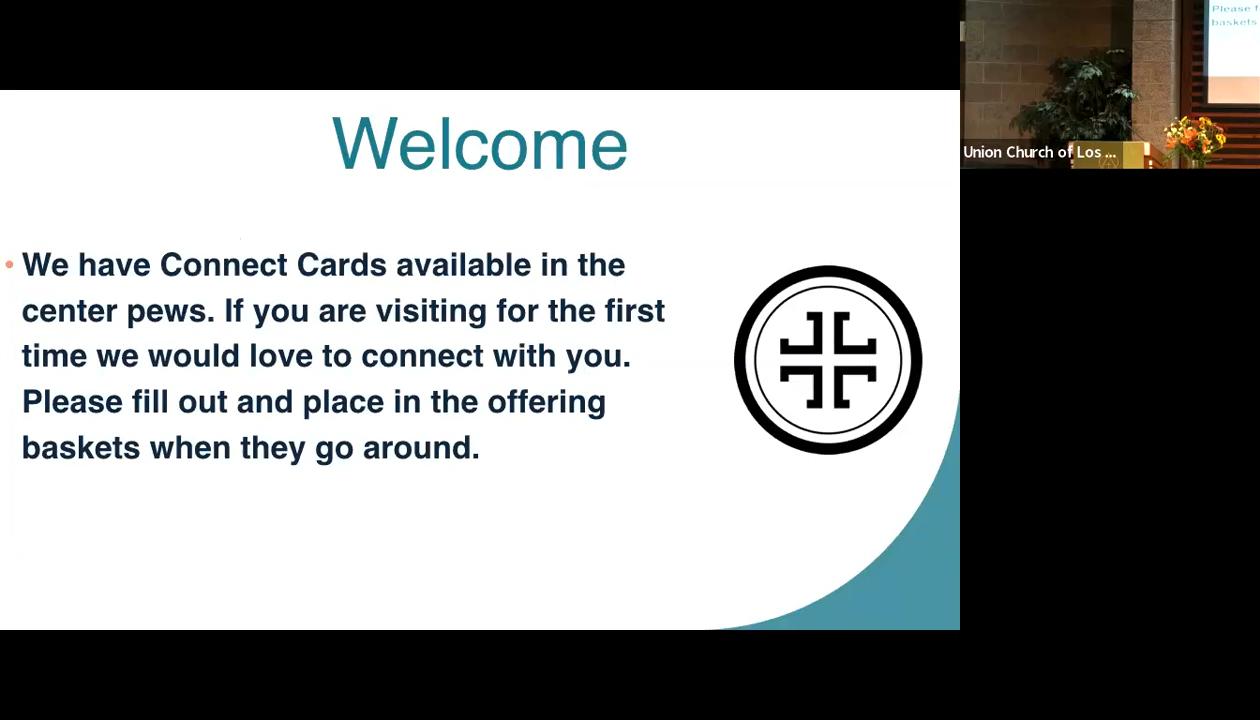 Welcome
• We have Connect Cards available in the
center pews. If you are visiting for the first
time we would love to connect with you.
Please fill out and place in the offering
baskets when they go around.
Please f
baskets
Union Church of Los ...